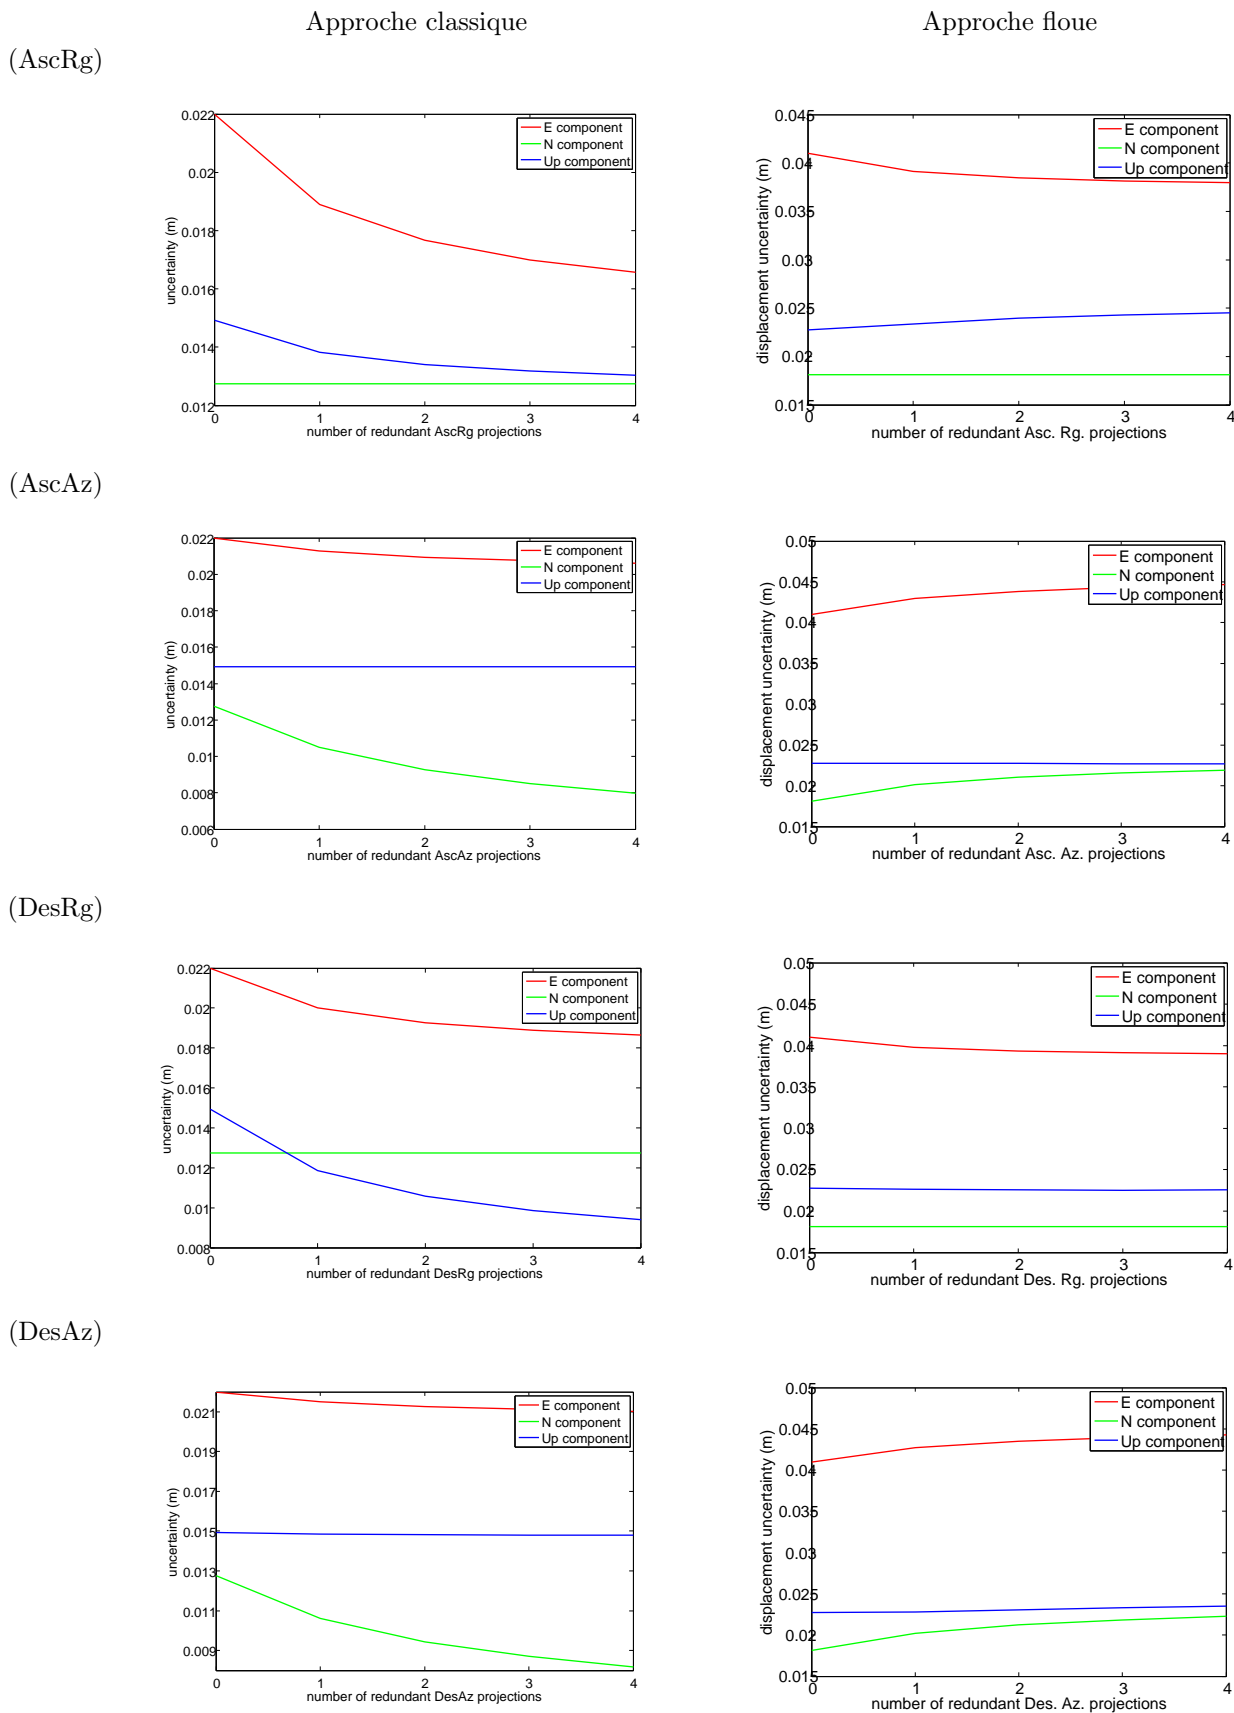 Approche classique
Approche floue
(AscRg)
0.022
0.02
0.018
0.016
0.014
0.012
uncertainty (m)
E component
N component
Up component
0 1 2 3 4
number of redundant AscRg projections
0.045
0.04
0.035
0.03
0.025
0.02
0.015
displacement uncertainty (m)
E component
N component
Up component
0 1 2 3 4
number of redundant Asc. Rg. projections
(AscAz)
0.022
0.02
0.018
0.016
0.014
0.012
0.01
0.008
0.006
uncertainty (m)
E component
N component
Up component
0 1 2 3 4
number of redundant AscAz projections
0.05
0.045
0.04
0.035
0.03
0.025
0.02
0.015
displacement uncertainty (m)
E component
N component
Up component
0 1 2 3 4
number of redundant Asc. Az. projections
(DesRg)
0.022
0.02
0.018
0.016
0.014
0.012
0.01
0.008
uncertainty (m)
E component
N component
Up component
0 1 2 3 4
number of redundant DesRg projections
0.05
0.045
0.04
0.035
0.03
0.025
0.02
0.015
displacement uncertainty (m)
E component
N component
Up component
0 1 2 3 4
number of redundant Des. Rg. projections
(DesAz)
0.021
0.019
0.017
0.015
0.013
0.011
0.009
uncertainty (m)
E component
N component
Up component
0 1 2 3 4
number of redundant DesAz projections
0.05
0.045
0.04
0.035
0.03
0.025
0.02
0.015
displacement uncertainty (m)
E component
N component
Up component
0 1 2 3 4
number of redundant Des. Az. projections